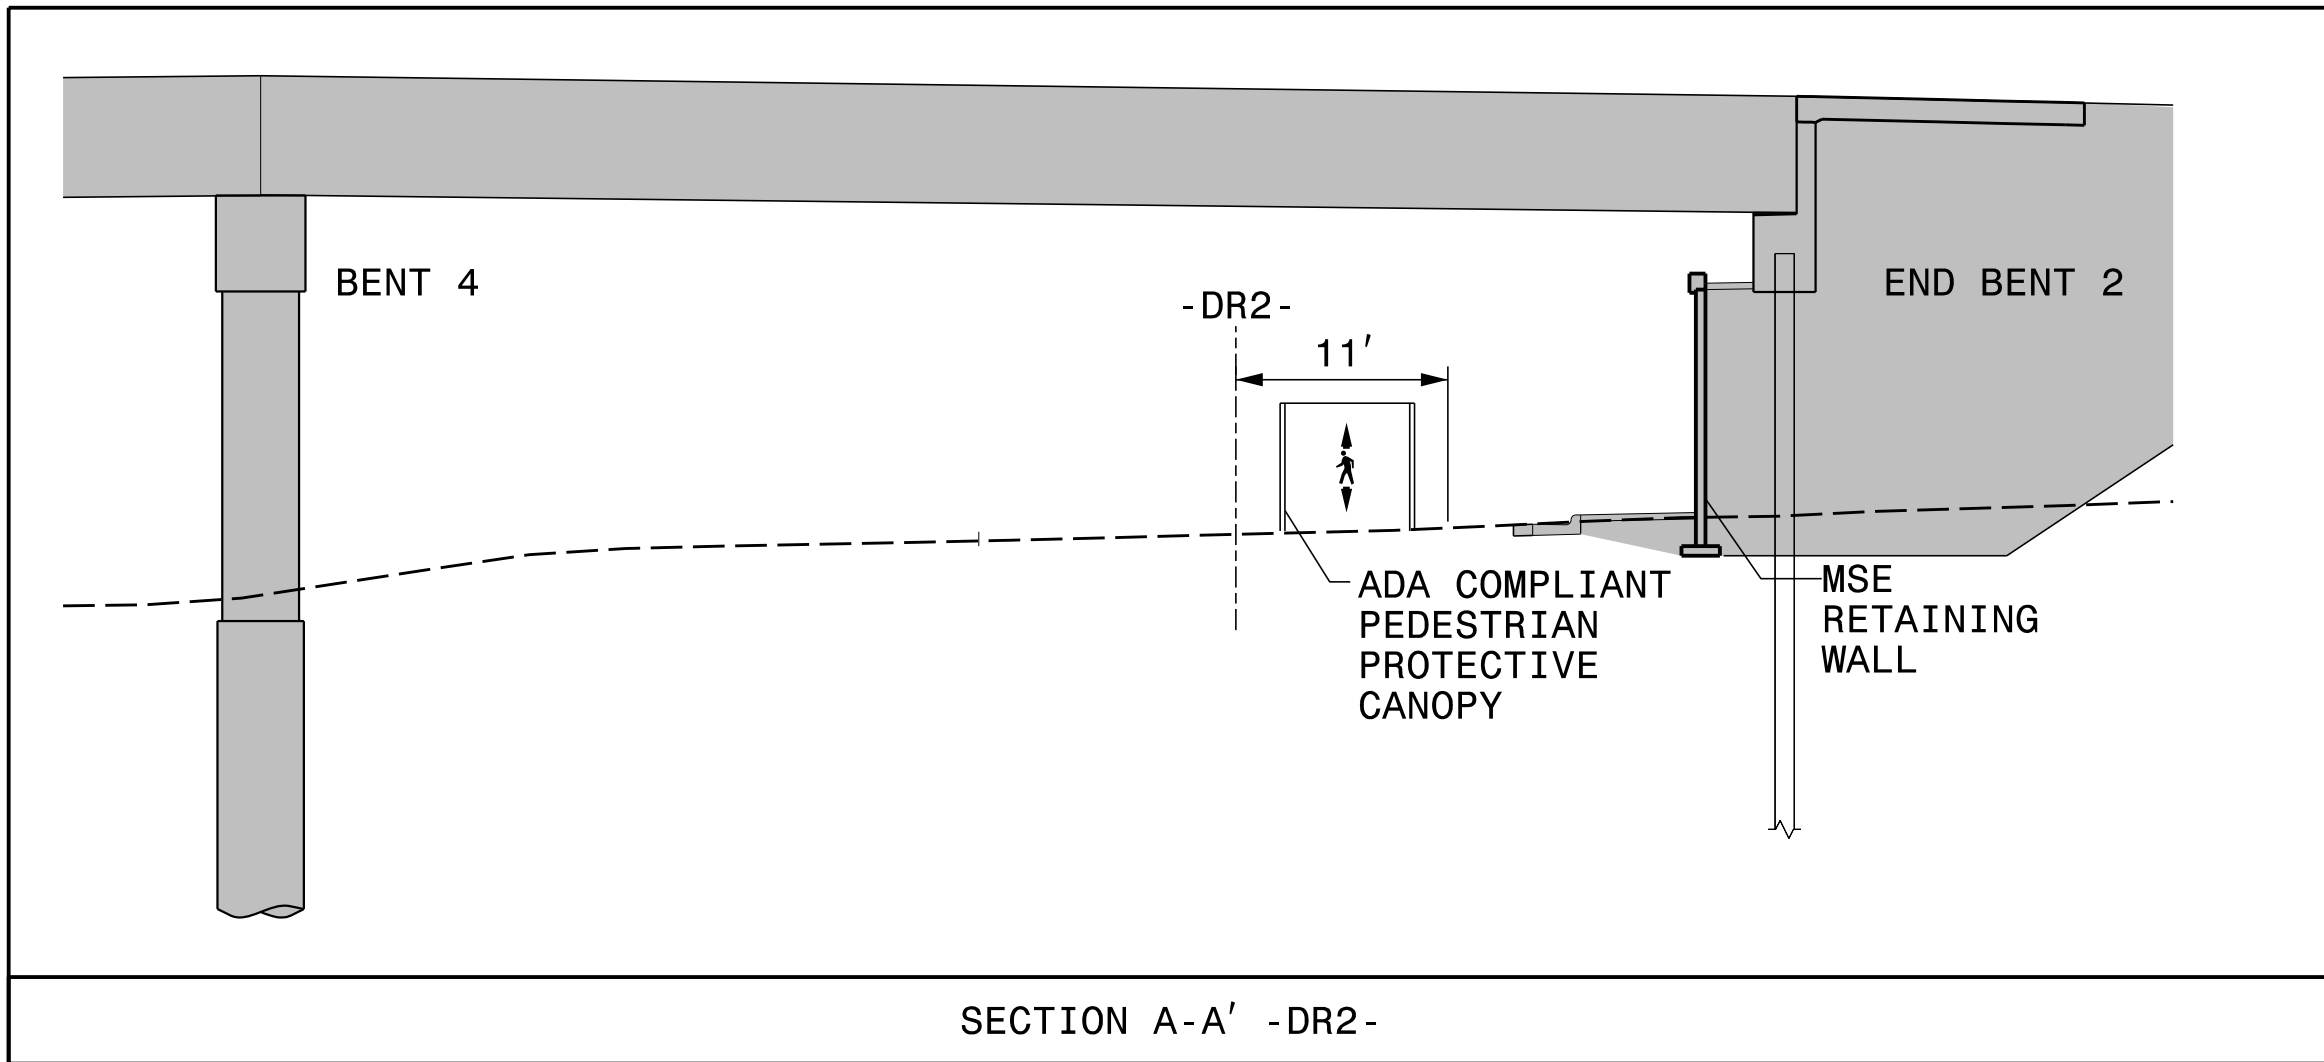 BENT 4
END BENT 2
-DR2-
11'
ADA COMPLIANT
PEDESTRIAN
PROTECTIVE
CANOPY
MSE
RETAINING
WALL
SECTION A-A' -DR2-